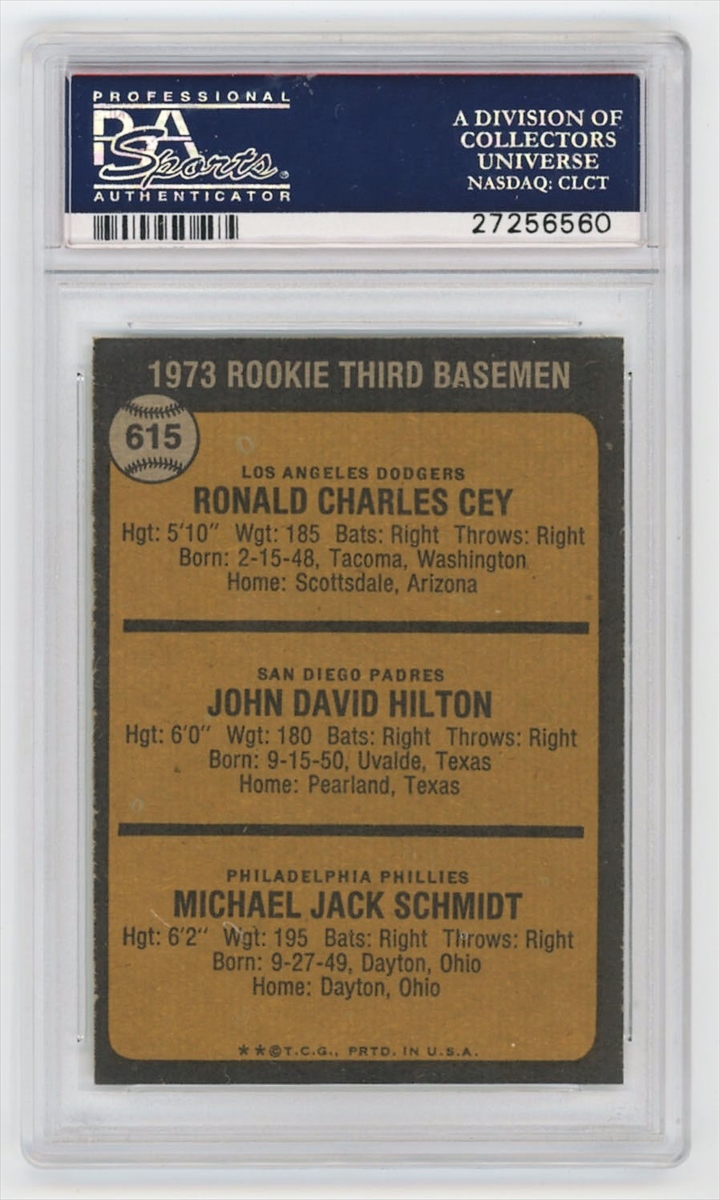 PROFESSIONAL
PSA
Sports®
AUTHENTICATOR
A DIVISION OF
COLLECTORS
UNIVERSE
NASDAQ: CLCT
27256560
1973 ROOKIE THIRD BASEMEN
615
LOS ANGELES DODGERS
RONALD CHARLES CEY
Hgt: 5'10" Wgt: 185 Bats: Right Throws: Right
Born: 2-15-48, Tacoma, Washington
Home: Scottsdale, Arizona
SAN DIEGO PADRES
JOHN DAVID HILTON
Hgt: 6'0" Wgt: 180 Bats: Right Throws: Right
Born: 9-15-50, Uvalde, Texas
Home: Pearland, Texas
PHILADELPHIA PHILLIES
MICHAEL JACK SCHMIDT
Hgt: 6'2" Wgt: 195 Bats: Right Throws: Right
Born: 9-27-49, Dayton, Ohio
Home: Dayton, Ohio
**©T.C.G., PRTD. IN U.S.A.